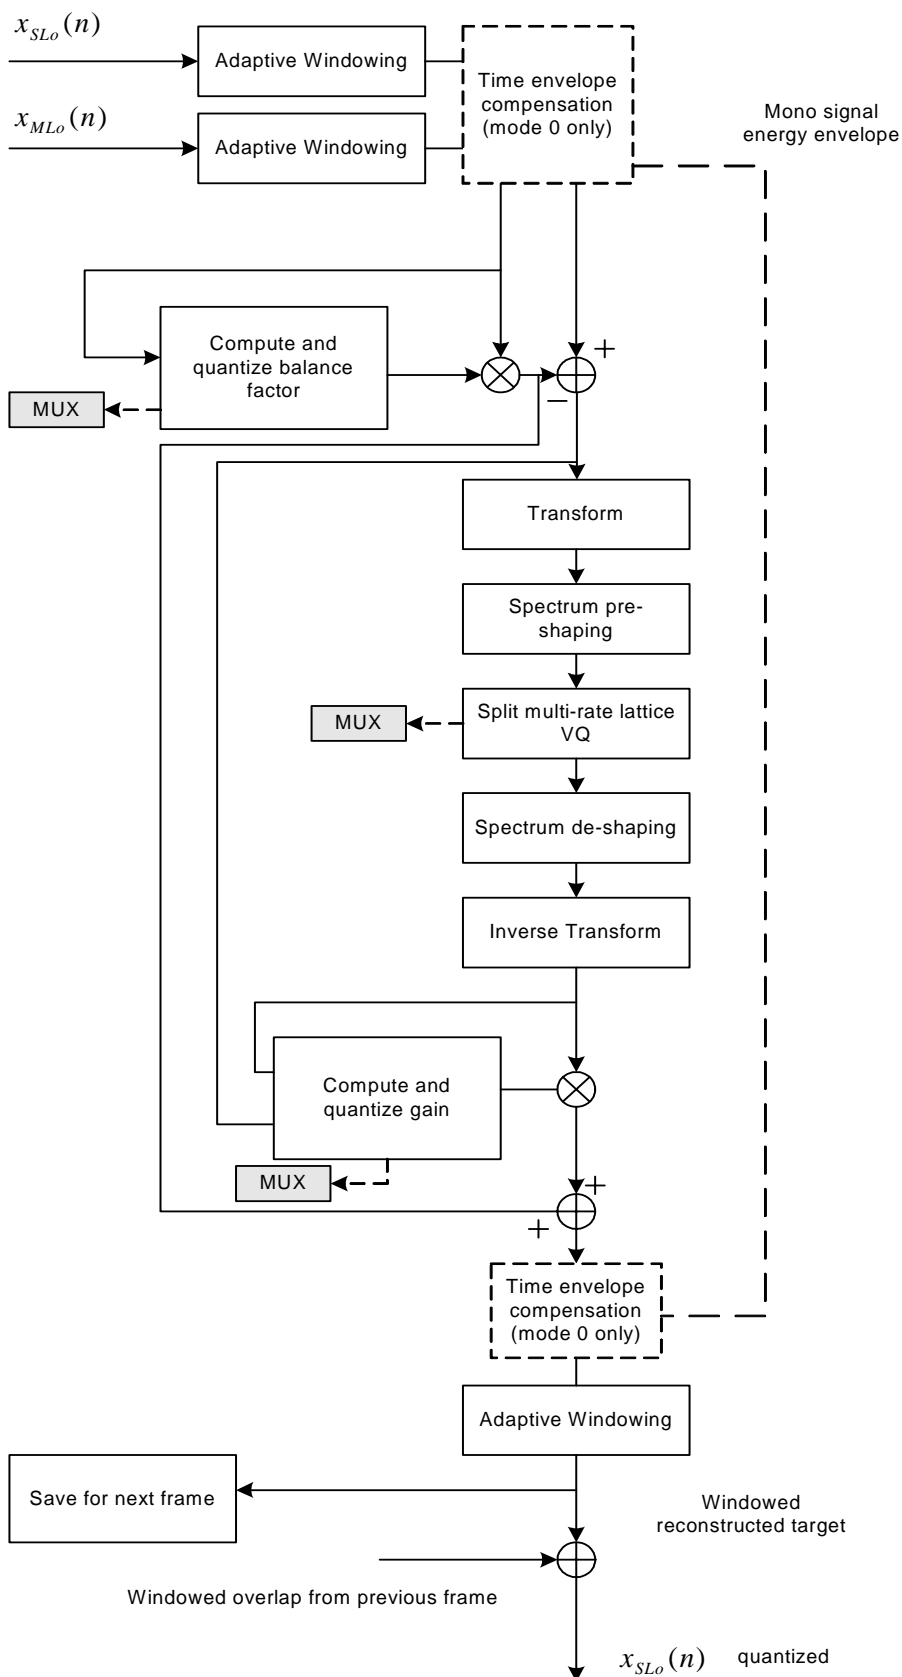 x_SLo(n)
Adaptive Windowing
Time envelope
compensation
(mode 0 only)
x_MLo(n)
Adaptive Windowing
Mono signal
energy envelope
Compute and
quantize balance
factor
+
−
MUX
Transform
Spectrum pre-
shaping
Split multi-rate lattice
VQ
MUX
Spectrum de-shaping
Inverse Transform
Compute and
quantize gain
MUX
+
+
Time envelope
compensation
(mode 0 only)
Adaptive Windowing
Save for next frame
Windowed
reconstructed target
Windowed overlap from previous frame
x_SLo(n) quantized